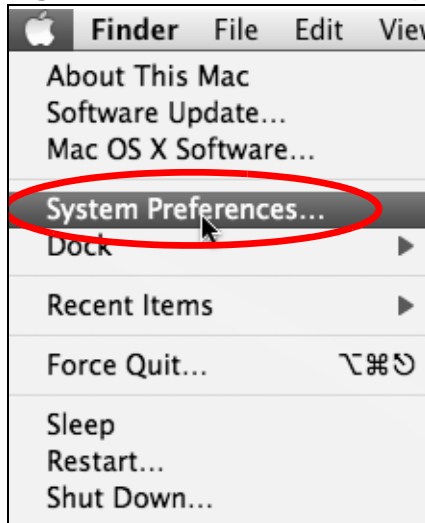 Finder File Edit View
About This Mac
Software Update...
Mac OS X Software...
System Preferences...
Dock
Recent Items
Force Quit... ⌥⌘⎋
Sleep
Restart...
Shut Down...